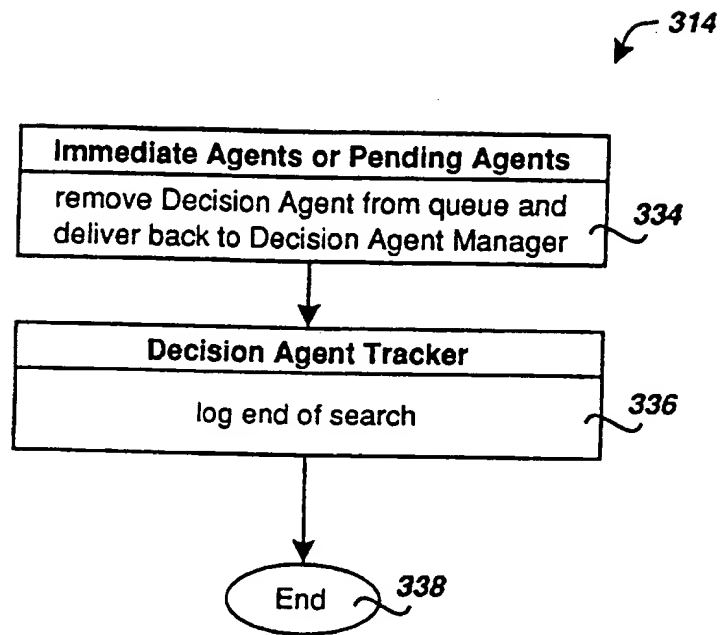 314
Immediate Agents or Pending Agents
remove Decision Agent from queue and
deliver back to Decision Agent Manager
334
Decision Agent Tracker
log end of search
336
End
338